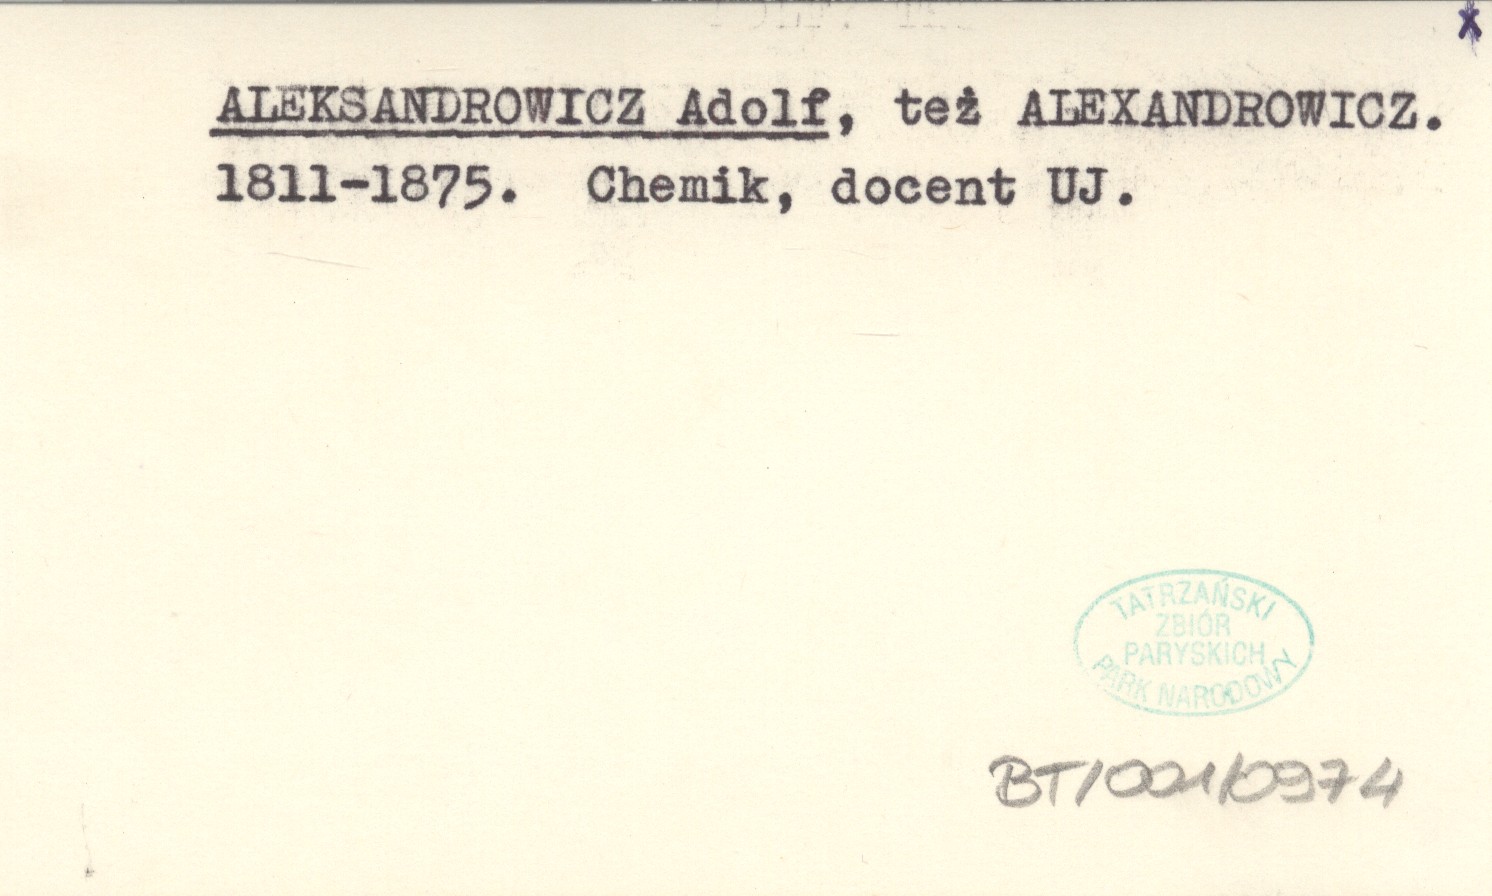 x
ALEKSANDROWICZ Adolf, też ALEXANDROWICZ.
1811-1875. Chemik, docent UJ.
TATRZAŃSKI
ZBIÓR
PARYSKICH
PARK NARODOWY
BT/001/0974